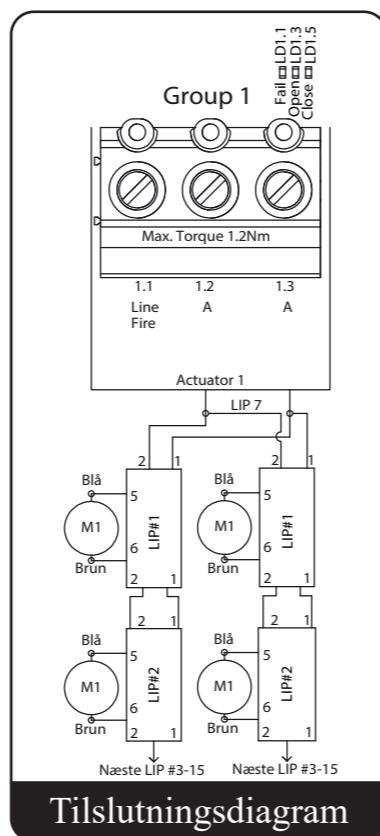 Fail LD1.1
Open LD1.3
Close LD1.5
Group 1
Max. Torque 1.2Nm
1.1 1.2 1.3
Line Fire A A
Actuator 1
LIP 7
2 1 2 1
Blå 5 Blå 5
M1 LIP#1 M1 LIP#1
6 6
Brun Brun
2 1 2 1
2 1 2 1
Blå 5 Blå 5
M1 LIP#2 M1 LIP#2
6 6
Brun Brun
2 1 2 1
Næste LIP #3-15 Næste LIP #3-15
Tilslutningsdiagram